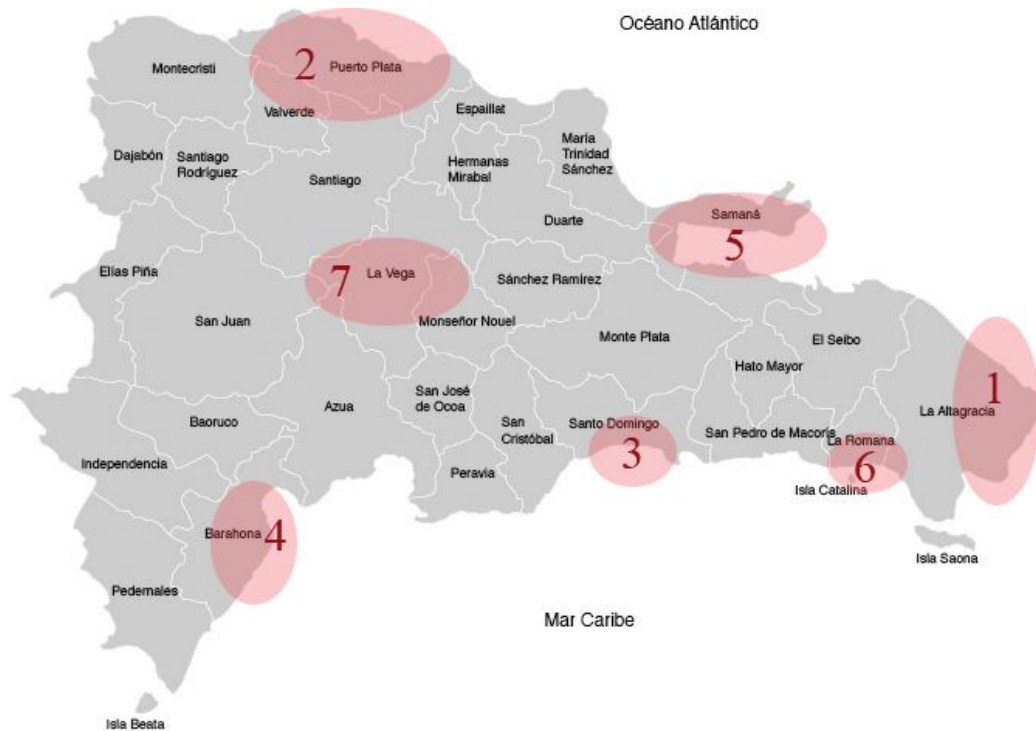 Océano Atlántico
2
Puerto Plata
Montecristi
Valverde
Espaillat
Dajabón
Santiago
Rodríguez
Santiago
Hermanas
Mirabal
María
Trinidad
Sánchez
Duarte
Samaná
5
Elías Piña
7
La Vega
Sánchez Ramírez
San Juan
Monseñor Nouel
Monte Plata
El Seibo
Hato Mayor
1
La Altagracia
Azua
San José
de Ocoa
San
Cristóbal
Santo Domingo
3
San Pedro de Macoris
La Romana
6
Isla Catalina
Baoruco
Independencia
Peravia
Barahona
4
Isla Saona
Pedernales
Mar Caribe
Isla Beata